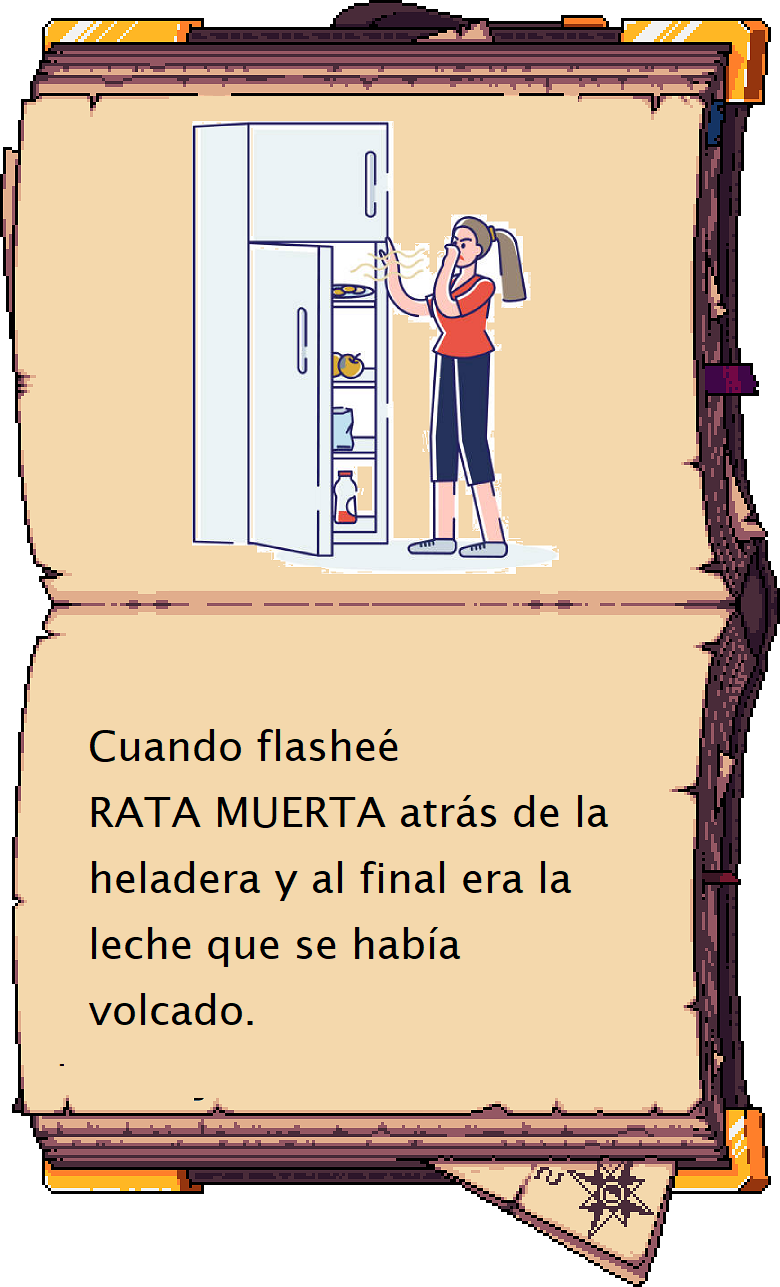 Cuando flasheé
RATA MUERTA atrás de la
heladera y al final era la
leche que se había
volcado.